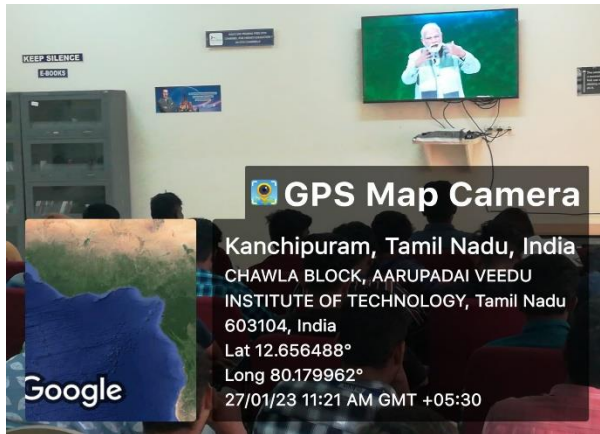 KEEP SILENCE
E-BOOKS
GPS Map Camera
Kanchipuram, Tamil Nadu, India
CHAWLA BLOCK, AARUPADAI VEEDU
INSTITUTE OF TECHNOLOGY, Tamil Nadu
603104, India
Lat 12.656488°
Long 80.179962°
27/01/23 11:21 AM GMT +05:30
Google